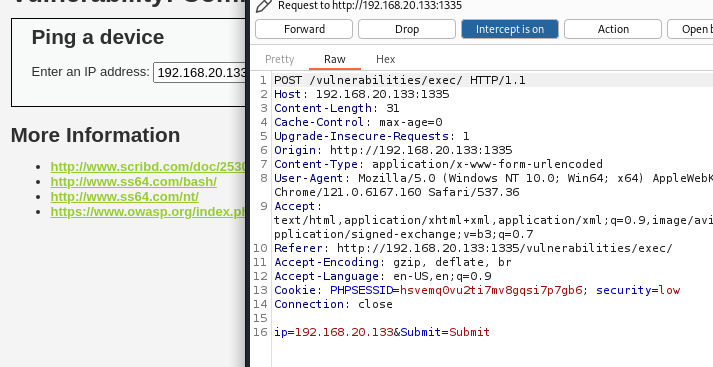 Ping a device
Enter an IP address: 192.168.20.133
More Information
http://www.scribd.com/doc/2530
http://www.ss64.com/bash/
http://www.ss64.com/nt/
https://www.owasp.org/index.ph
Request to http://192.168.20.133:1335
Forward Drop Intercept is on Action Open b
Pretty Raw Hex
1 POST /vulnerabilities/exec/ HTTP/1.1
2 Host: 192.168.20.133:1335
3 Content-Length: 31
4 Cache-Control: max-age=0
5 Upgrade-Insecure-Requests: 1
6 Origin: http://192.168.20.133:1335
7 Content-Type: application/x-www-form-urlencoded
8 User-Agent: Mozilla/5.0 (Windows NT 10.0; Win64; x64) AppleWebK
Chrome/121.0.6167.160 Safari/537.36
9 Accept:
text/html,application/xhtml+xml,application/xml;q=0.9,image/avi
pplication/signed-exchange;v=b3;q=0.7
10 Referer: http://192.168.20.133:1335/vulnerabilities/exec/
11 Accept-Encoding: gzip, deflate, br
12 Accept-Language: en-US,en;q=0.9
13 Cookie: PHPSESSID=hsvemq0vu2ti7mv8gqsi7p7gb6; security=low
14 Connection: close
15
16 ip=192.168.20.133&Submit=Submit